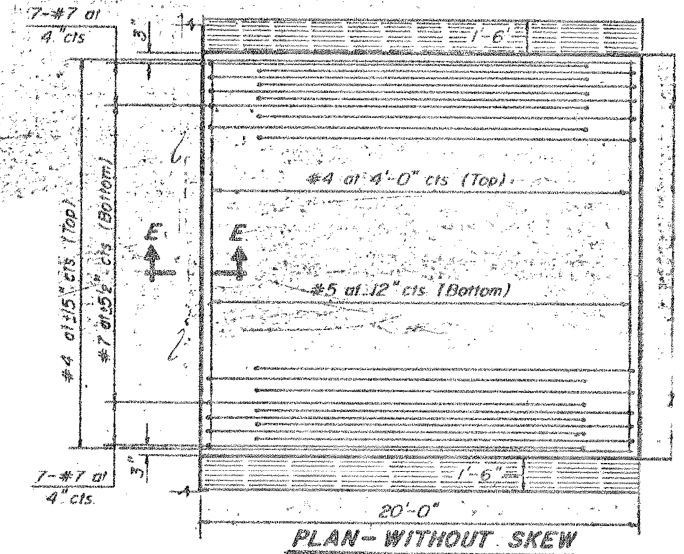 7-#7 at
4" cts
3"
1'-6"
#4 at 4'-0" cts (Top)
E E
#5 at 12" cts (Bottom)
#4 at ±15" cts (Top)
#7 at ±5½" cts (Bottom)
7-#7 at
4" cts.
3"
1'-6"
20'-0"
PLAN-WITHOUT SKEW